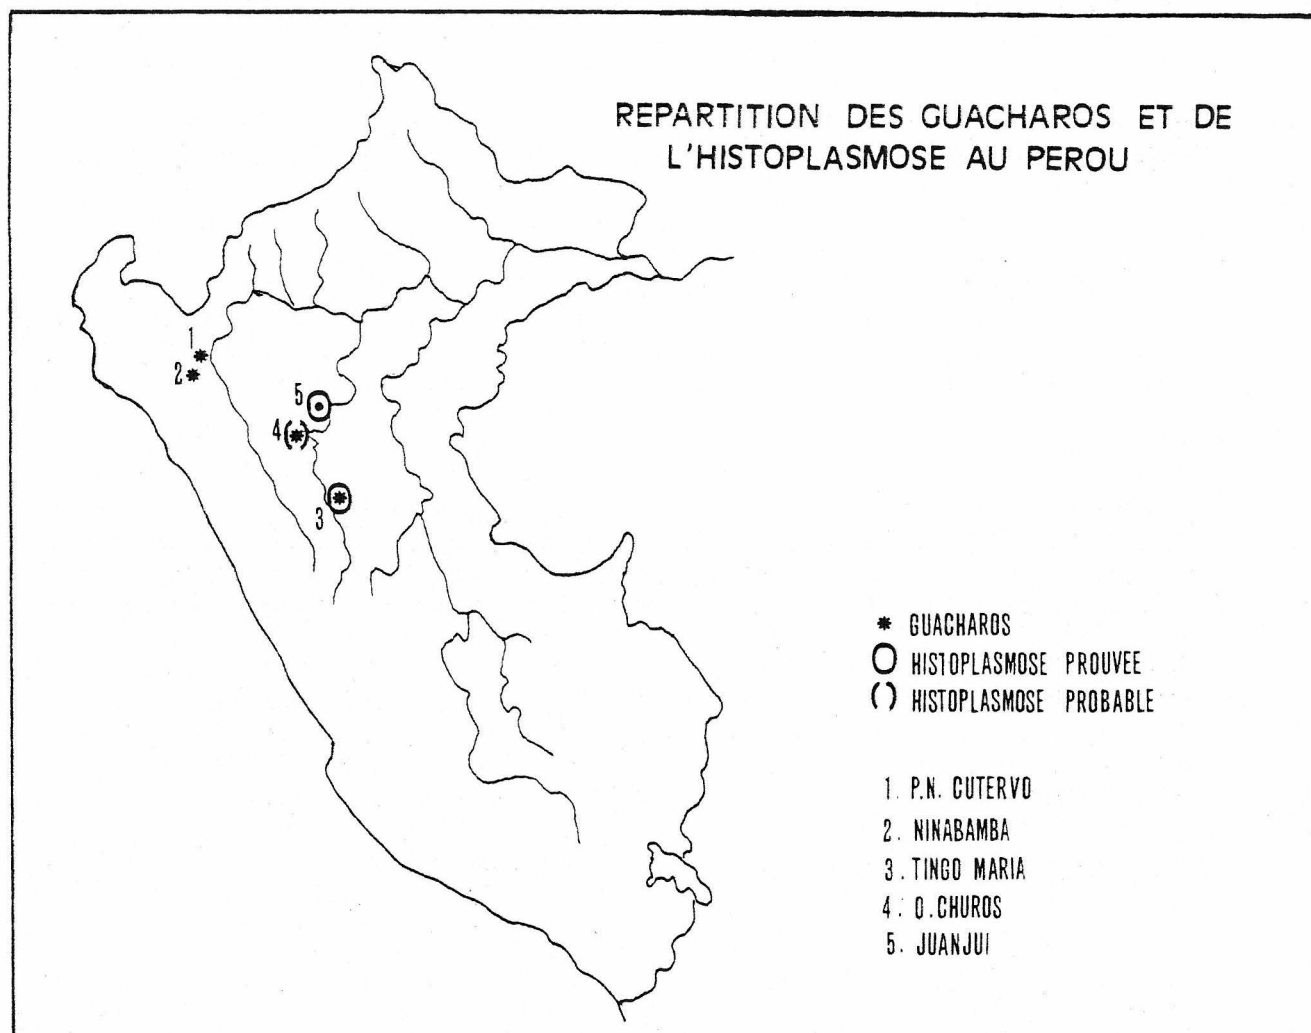 REPARTITION DES GUACHAROS ET DE
L'HISTOPLASMOSE AU PEROU
1
2
5
4
3
GUACHAROS
HISTOPLASMOSE PROUVEE
HISTOPLASMOSE PROBABLE
1. P.N. CUTERVO
2. NINABAMBA
3. TINGO MARIA
4. O.CHUROS
5. JUANJUI